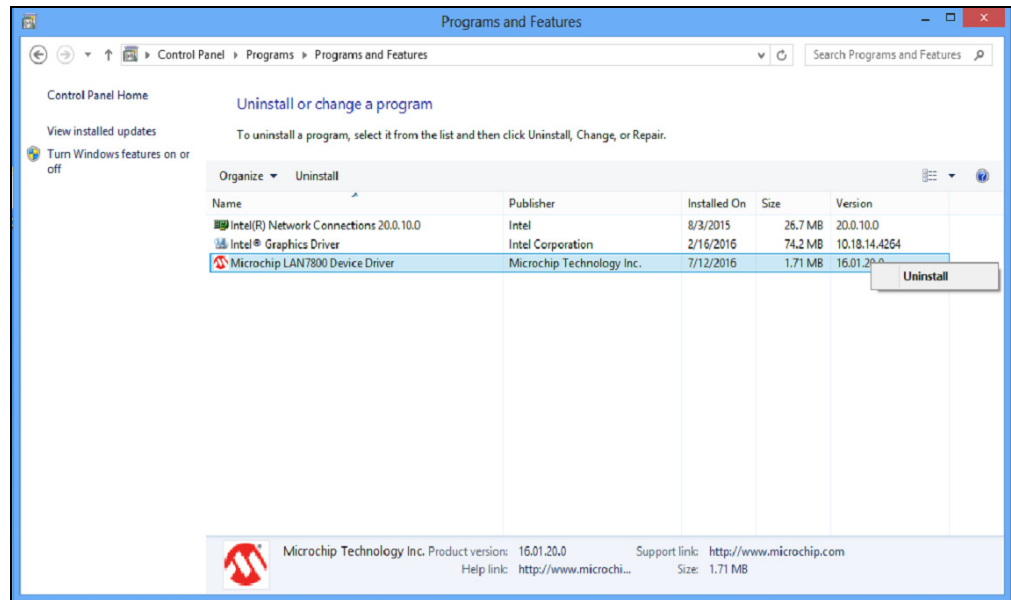 Programs and Features
Control Panel Programs Programs and Features
Search Programs and Features
Control Panel Home
View installed updates
Turn Windows features on or
off
Uninstall or change a program
To uninstall a program, select it from the list and then click Uninstall, Change, or Repair.
Organize Uninstall
Name Publisher Installed On Size Version
Intel(R) Network Connections 20.0.10.0 Intel 8/3/2015 26.7 MB 20.0.10.0
Intel® Graphics Driver Intel Corporation 2/16/2016 74.2 MB 10.18.14.4264
Microchip LAN7800 Device Driver Microchip Technology Inc. 7/12/2016 1.71 MB
Uninstall
Microchip Technology Inc. Product version: 16.01.20.0 Support link: http://www.microchip.com
Help link: http://www.microchi... Size: 1.71 MB